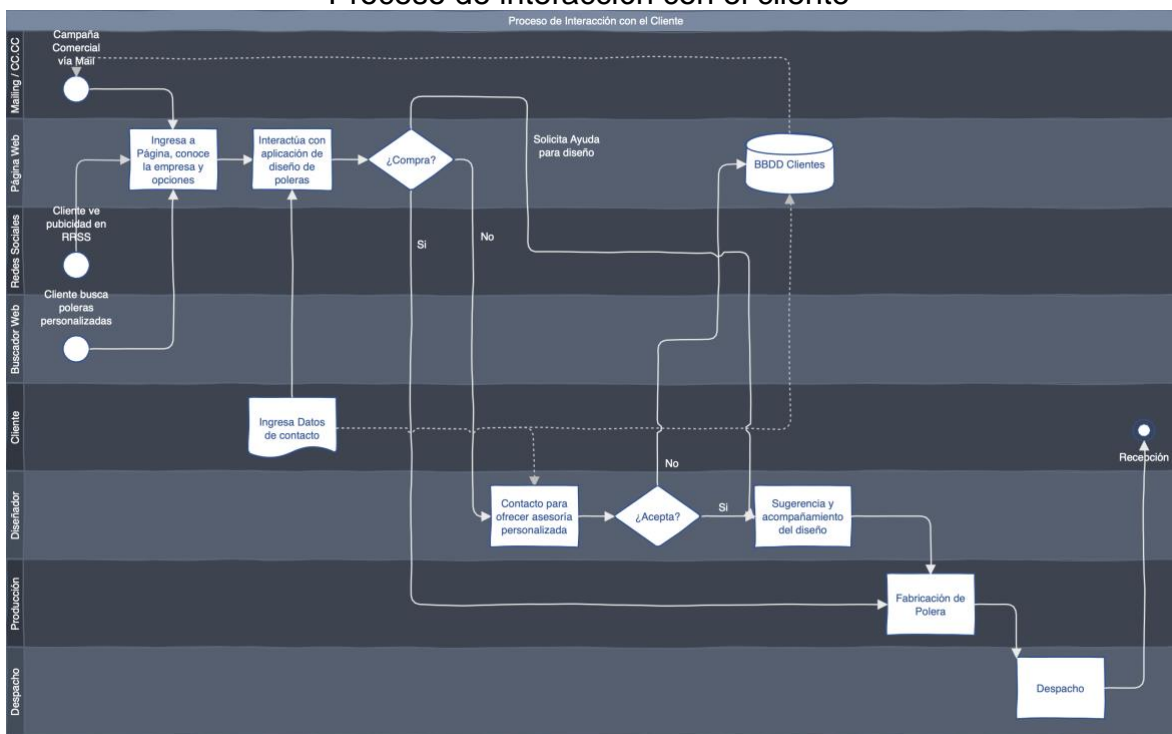 Proceso de interacción con el cliente
Proceso de Interacción con el Cliente
Mailing / CC.CC
Campaña
Comercial
vía Mail
Página Web
Ingresa a
Página, conoce
la empresa y
opciones
Interactúa con
aplicación de
diseño de
poleras
¿Compra?
Solicita Ayuda
para diseño
BBDD Clientes
Redes Sociales
Cliente ve
pubicidad en
RRSS
Si
No
Buscador Web
Cliente busca
poleras
personalizadas
Cliente
Ingresa Datos
de contacto
Recepción
Diseñador
Contacto para
ofrecer asesoría
personalizada
¿Acepta?
No
Si
Sugerencia y
acompañamiento
del diseño
Producción
Fabricación de
Polera
Despacho
Despacho